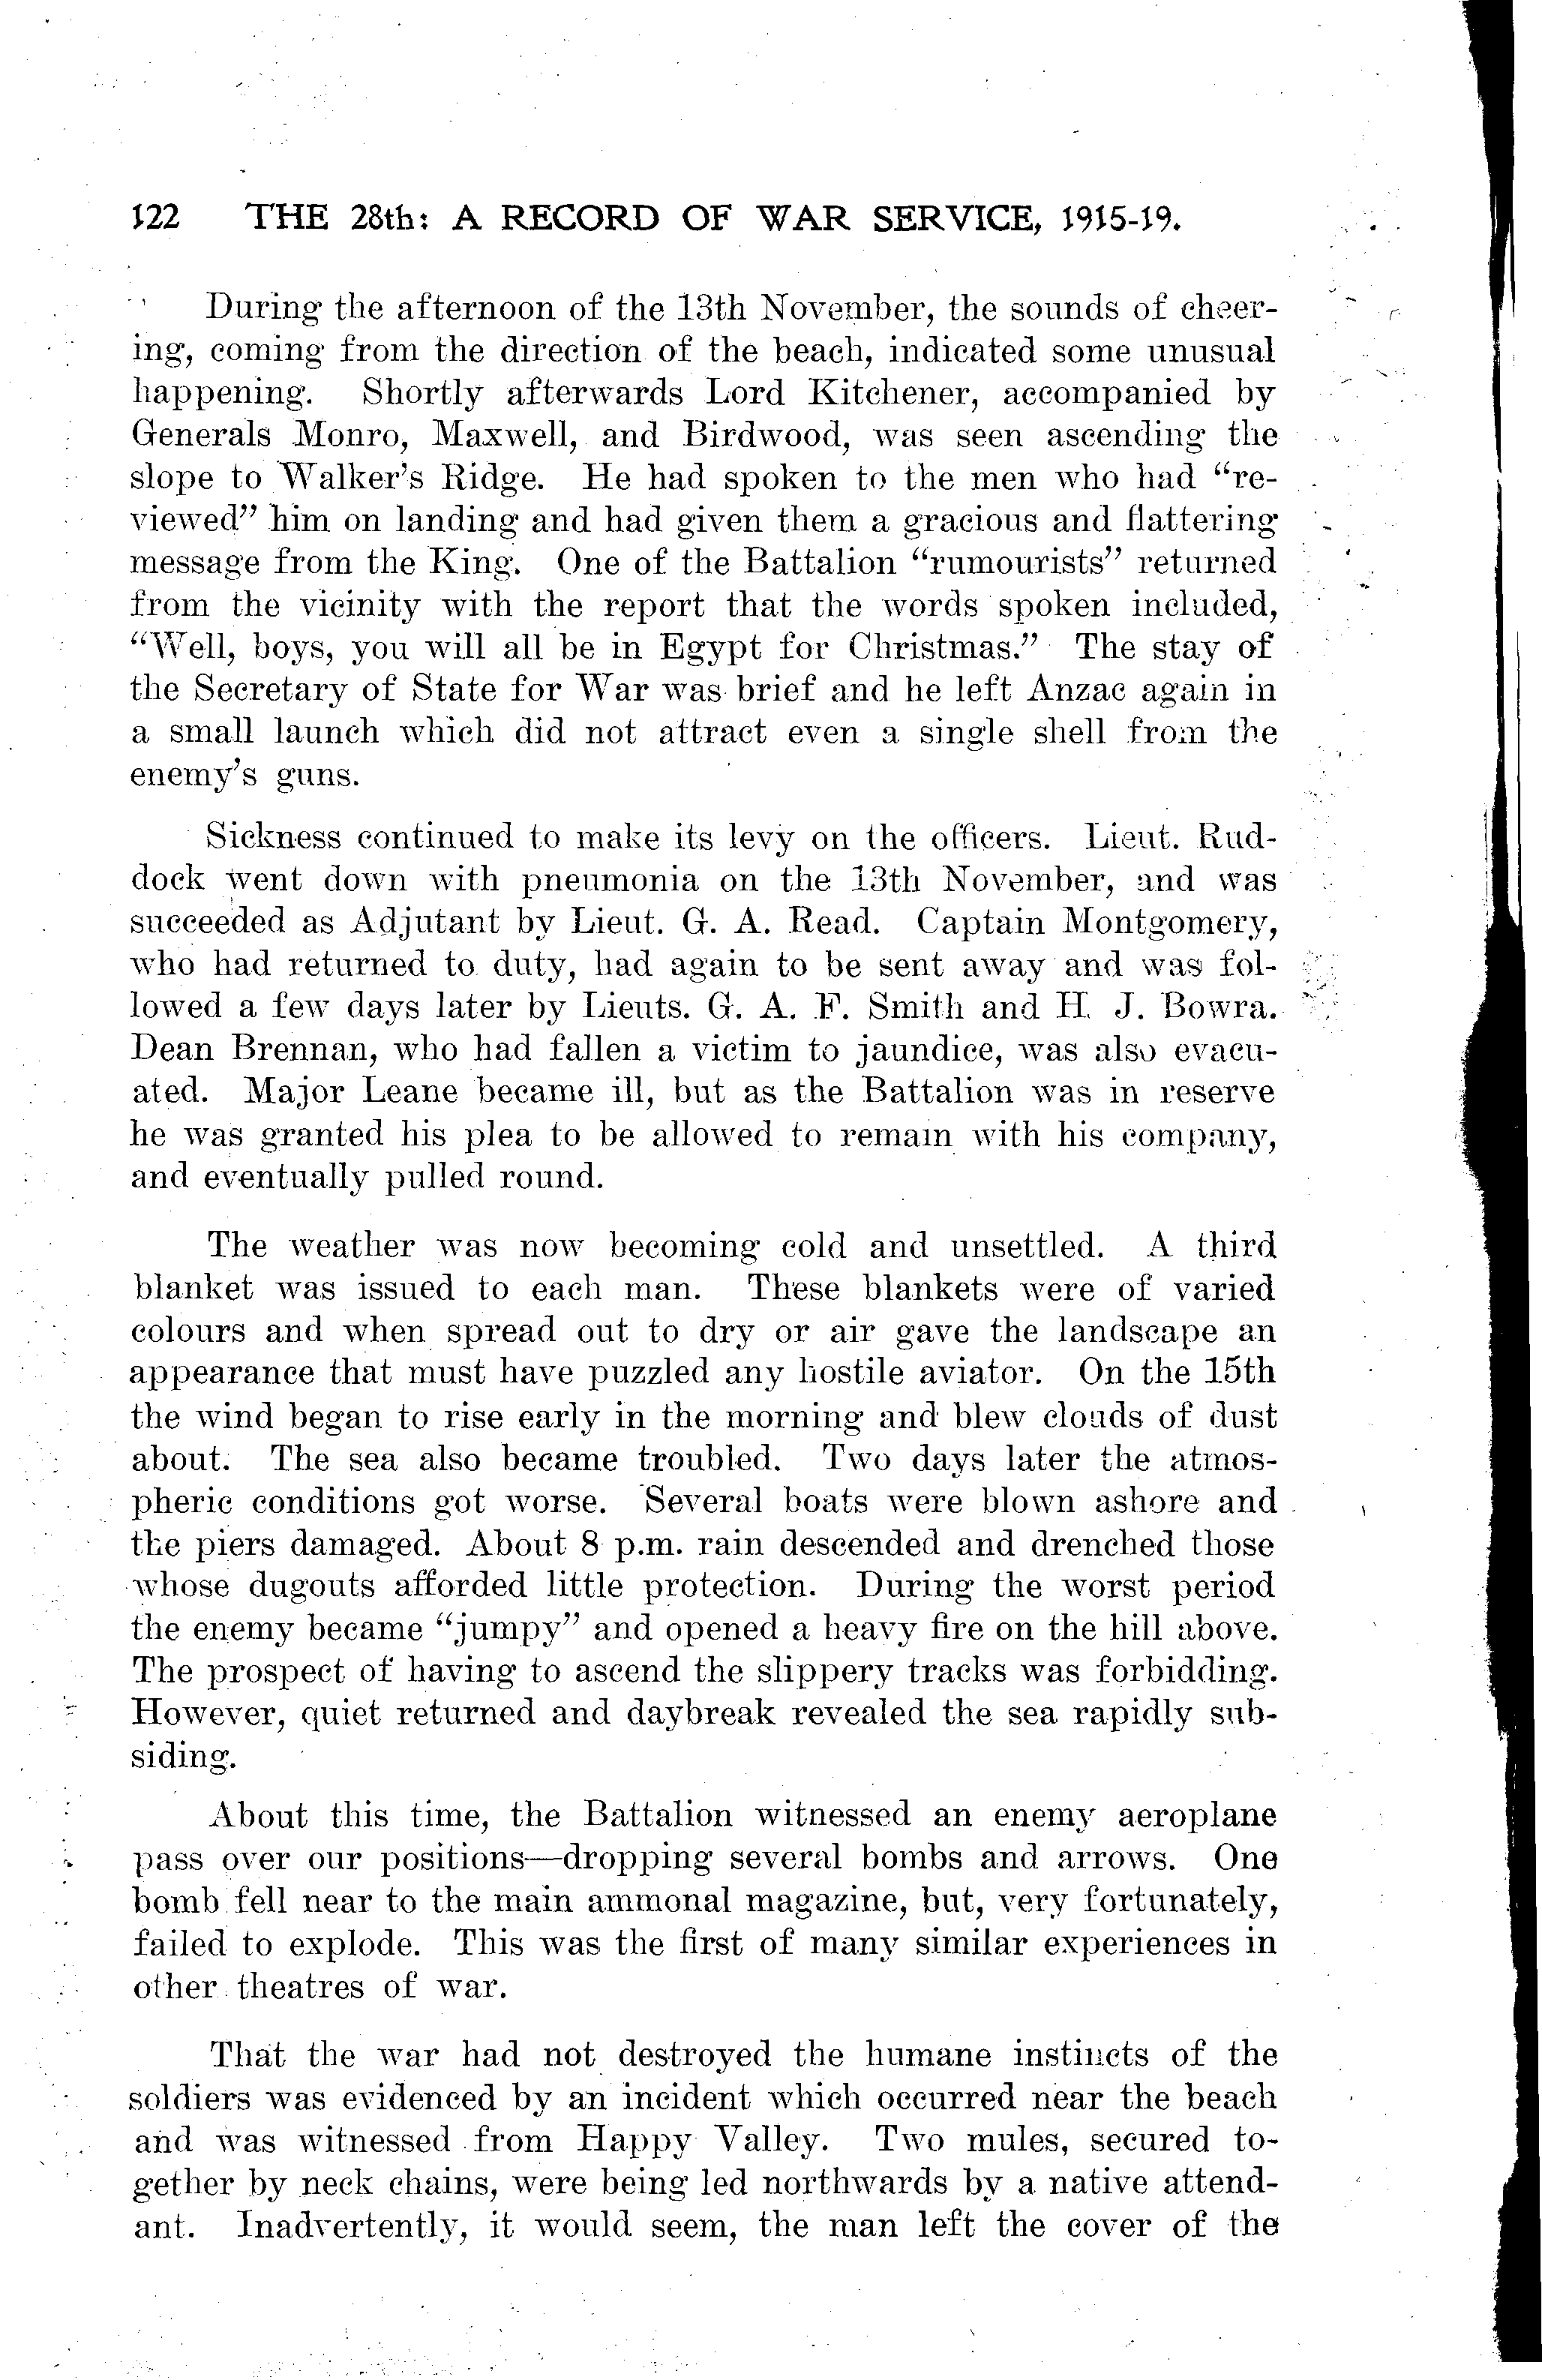 122 THE 28th: A RECORD OF WAR SERVICE, 1915-19.
During the afternoon of the 13th November, the sounds of cheer-
ing, coming from the direction of the beach, indicated some unusual
happening. Shortly afterwards Lord Kitchener, accompanied by
Generals Monro, Maxwell, and Birdwood, was seen ascending the
slope to Walker's Ridge. He had spoken to the men who had "re-
viewed" him on landing and had given them a gracious and flattering
message from the King. One of the Battalion "rumourists" returned
from the vicinity with the report that the words spoken included,
"Well, boys, you will all be in Egypt for Christmas." The stay of
the Secretary of State for War was brief and he left Anzac again in
a small launch which did not attract even a single shell from the
enemy's guns.
Sickness continued to make its levy on the officers. Lieut. Rud-
dock went down with pneumonia on the 13th November, and was
succeeded as Adjutant by Lieut. G. A. Read. Captain Montgomery,
who had returned to duty, had again to be sent away and was fol-
lowed a few days later by Lieuts. G. A. F. Smith and H. J. Bowra.
Dean Brennan, who had fallen a victim to jaundice, was also evacu-
ated. Major Leane became ill, but as the Battalion was in reserve
he was granted his plea to be allowed to remain with his company,
and eventually pulled round.
The weather was now becoming cold and unsettled. A third
blanket was issued to each man. These blankets were of varied
colours and when spread out to dry or air gave the landscape an
appearance that must have puzzled any hostile aviator. On the 15th
the wind began to rise early in the morning and blew clouds of dust
about. The sea also became troubled. Two days later the atmos-
pheric conditions got worse. Several boats were blown ashore and
the piers damaged. About 8 p.m. rain descended and drenched those
whose dugouts afforded little protection. During the worst period
the enemy became "jumpy" and opened a heavy fire on the hill above.
The prospect of having to ascend the slippery tracks was forbidding.
However, quiet returned and daybreak revealed the sea rapidly sub-
siding.
About this time, the Battalion witnessed an enemy aeroplane
pass over our positions—dropping several bombs and arrows. One
bomb fell near to the main ammonal magazine, but, very fortunately,
failed to explode. This was the first of many similar experiences in
other theatres of war.
That the war had not destroyed the humane instincts of the
soldiers was evidenced by an incident which occurred near the beach
and was witnessed from Happy Valley. Two mules, secured to-
gether by neck chains, were being led northwards by a native attend-
ant. Inadvertently, it would seem, the man left the cover of the